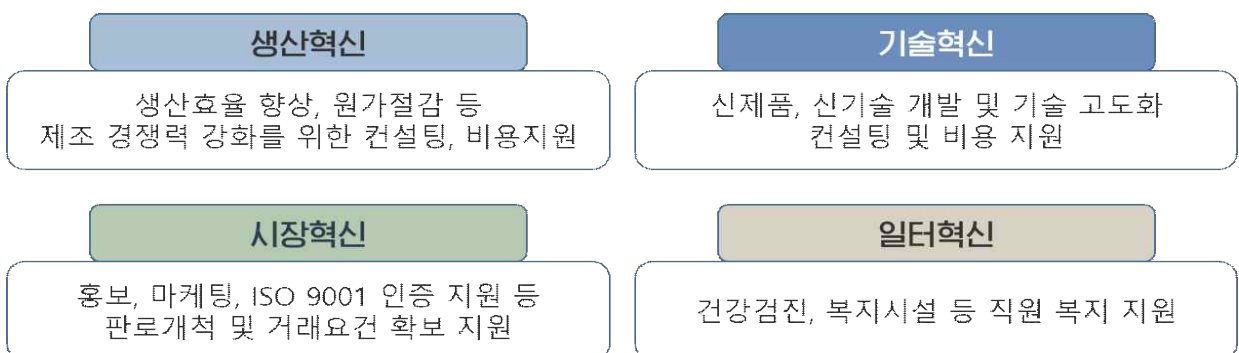 생산혁신
생산효율 향상, 원가절감 등
제조 경쟁력 강화를 위한 컨설팅, 비용지원
기술혁신
신제품, 신기술 개발 및 기술 고도화
컨설팅 및 비용 지원
시장혁신
홍보, 마케팅, ISO 9001 인증 지원 등
판로개척 및 거래요건 확보 지원
일터혁신
건강검진, 복지시설 등 직원 복지 지원